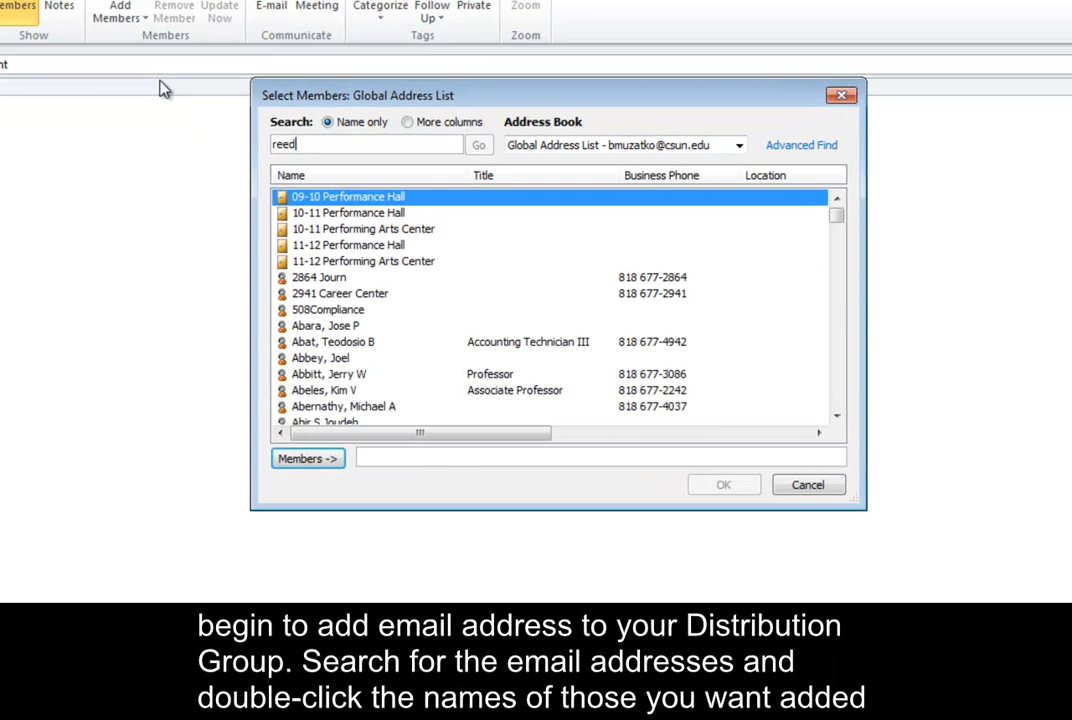 embers Notes Add Remove Update E-mail Meeting Categorize Follow Private Zoom
Members Member Now Up
Show Members Communicate Tags Zoom
nt
Select Members: Global Address List
Search: Name only More columns Address Book
reed Go Global Address List - bmuzatko@csun.edu Advanced Find
Name Title Business Phone Location
09-10 Performance Hall
10-11 Performance Hall
10-11 Performing Arts Center
11-12 Performance Hall
11-12 Performing Arts Center
2864 Journ 818 677-2864
2941 Career Center 818 677-2941
508Compliance
Abara, Jose P
Abat, Teodosio B Accounting Technician III 818 677-4942
Abbey, Joel
Abbitt, Jerry W Professor 818 677-3086
Abeles, Kim V Associate Professor 818 677-2242
Abernathy, Michael A 818 677-4037
Abir S Joudeh
Members ->
OK Cancel
begin to add email address to your Distribution
Group. Search for the email addresses and
double-click the names of those you want added